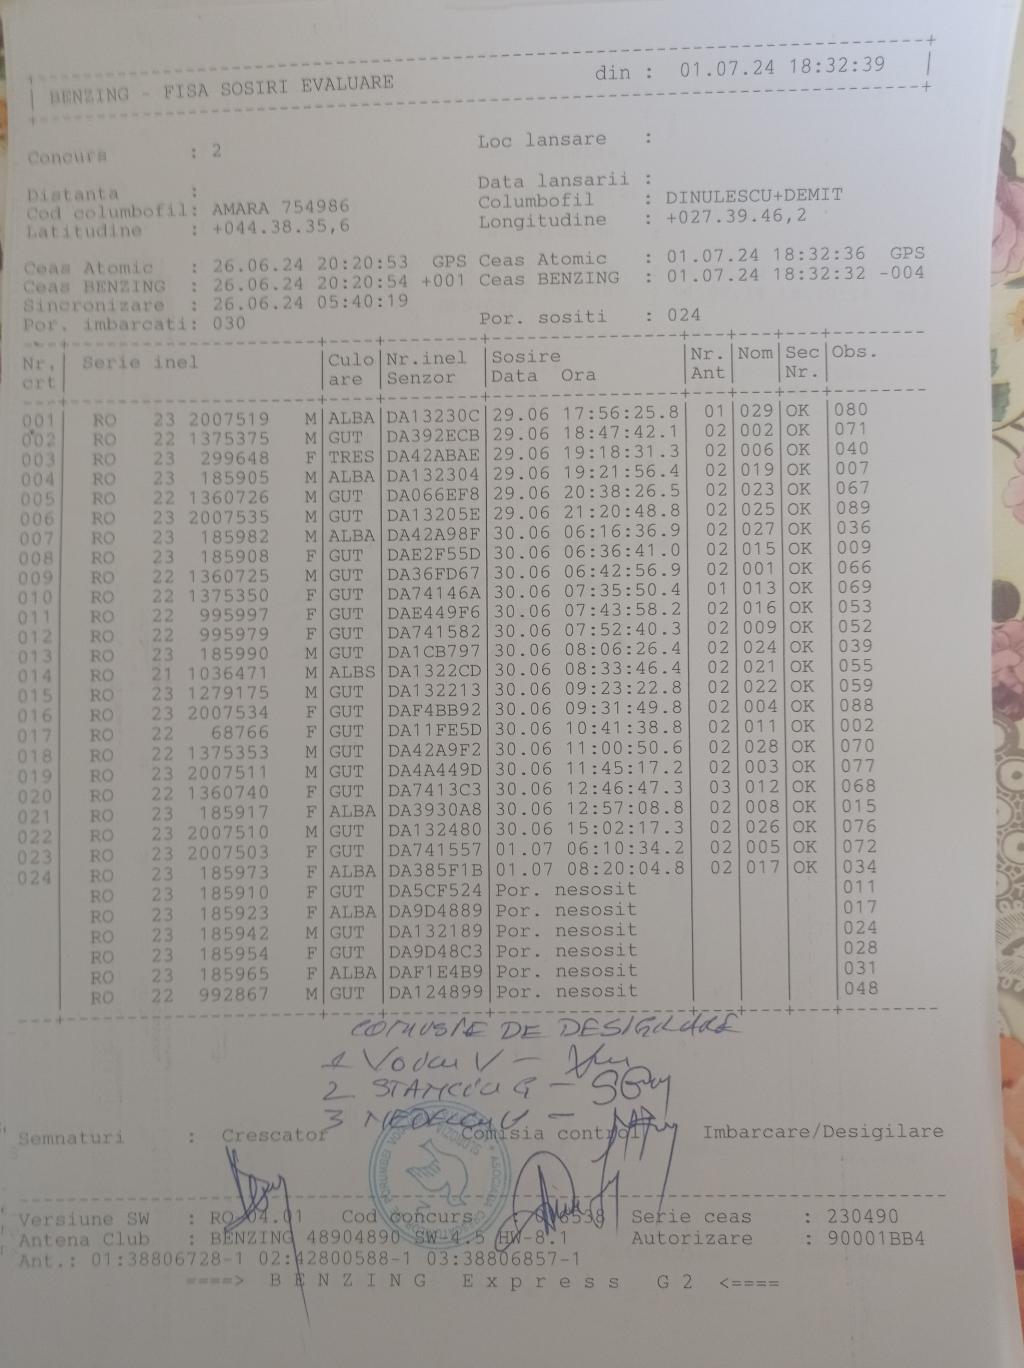 BENZING - FISA SOSIRI EVALUARE din : 01.07.24 18:32:39
Concurs : 2 Loc lansare :
Distanta : Data lansarii :
Cod columbofil: AMARA 754986 Columbofil : DINULESCU+DEMIT
Latitudine : +044.38.35,6 Longitudine : +027.39.46,2
Ceas Atomic : 26.06.24 20:20:53 GPS Ceas Atomic : 01.07.24 18:32:36 GPS
Ceas BENZING : 26.06.24 20:20:54 +001 Ceas BENZING : 01.07.24 18:32:32 -004
Sincronizare : 26.06.24 05:40:19
Por. imbarcati: 030 Por. sositi : 024
Nr. Serie inel Culo Nr.inel Sosire Nr. Nom Sec Obs.
crt are Senzor Data Ora Ant Nr.
001 RO 23 2007519 M ALBA DA13230C 29.06 17:56:25.8 01 029 OK 080
002 RO 22 1375375 M GUT DA392ECB 29.06 18:47:42.1 02 002 OK 071
003 RO 23 299648 F TRES DA42ABAE 29.06 19:18:31.3 02 006 OK 040
004 RO 23 185905 M ALBA DA132304 29.06 19:21:56.4 02 019 OK 007
005 RO 22 1360726 M GUT DA066EF8 29.06 20:38:26.5 02 023 OK 067
006 RO 23 2007535 M GUT DA13205E 29.06 21:20:48.8 02 025 OK 089
007 RO 23 185982 M ALBA DA42A98F 30.06 06:16:36.9 02 027 OK 036
008 RO 23 185908 F GUT DAE2F55D 30.06 06:36:41.0 02 015 OK 009
009 RO 22 1360725 M GUT DA36FD67 30.06 06:42:56.9 02 001 OK 066
010 RO 22 1375350 F GUT DA74146A 30.06 07:35:50.4 01 013 OK 069
011 RO 22 995997 F GUT DAE449F6 30.06 07:43:58.2 02 016 OK 053
012 RO 22 995979 F GUT DA741582 30.06 07:52:40.3 02 009 OK 052
013 RO 23 185990 M GUT DA1CB797 30.06 08:06:26.4 02 024 OK 039
014 RO 21 1036471 M ALBS DA1322CD 30.06 08:33:46.4 02 021 OK 055
015 RO 23 1279175 M GUT DA132213 30.06 09:23:22.8 02 022 OK 059
016 RO 23 2007534 F GUT DAF4BB92 30.06 09:31:49.8 02 004 OK 088
017 RO 22 68766 F GUT DA11FE5D 30.06 10:41:38.8 02 011 OK 002
018 RO 22 1375353 M GUT DA42A9F2 30.06 11:00:50.6 02 028 OK 070
019 RO 23 2007511 M GUT DA4A449D 30.06 11:45:17.2 02 003 OK 077
020 RO 22 1360740 F GUT DA7413C3 30.06 12:46:47.3 03 012 OK 068
021 RO 23 185917 F ALBA DA3930A8 30.06 12:57:08.8 02 008 OK 015
022 RO 23 2007510 M GUT DA132480 30.06 15:02:17.3 02 026 OK 076
023 RO 23 2007503 F GUT DA741557 01.07 06:10:34.2 02 005 OK 072
024 RO 23 185973 F ALBA DA385F1B 01.07 08:20:04.8 02 017 OK 034
RO 23 185910 F GUT DA5CF524 Por. nesosit 011
RO 23 185923 F ALBA DA9D4889 Por. nesosit 017
RO 23 185942 M GUT DA132189 Por. nesosit 024
RO 23 185954 F GUT DA9D48C3 Por. nesosit 028
RO 23 185965 F ALBA DAF1E4B9 Por. nesosit 031
RO 22 992867 M GUT DA124899 Por. nesosit 048
COMISIE DE DESIGILARE
1 V -
2 STANCIU G -
3 -
Semnaturi : Crescator Comisia control Imbarcare/Desigilare
Versiune SW : RO 04.01 Cod concurs : Serie ceas : 230490
Antena Club : BENZING 48904890 SW-4.5 HW-8.1 Autorizare : 90001BB4
Ant.: 01:38806728-1 02:42800588-1 03:38806857-1
====> BENZING Express G2 <====